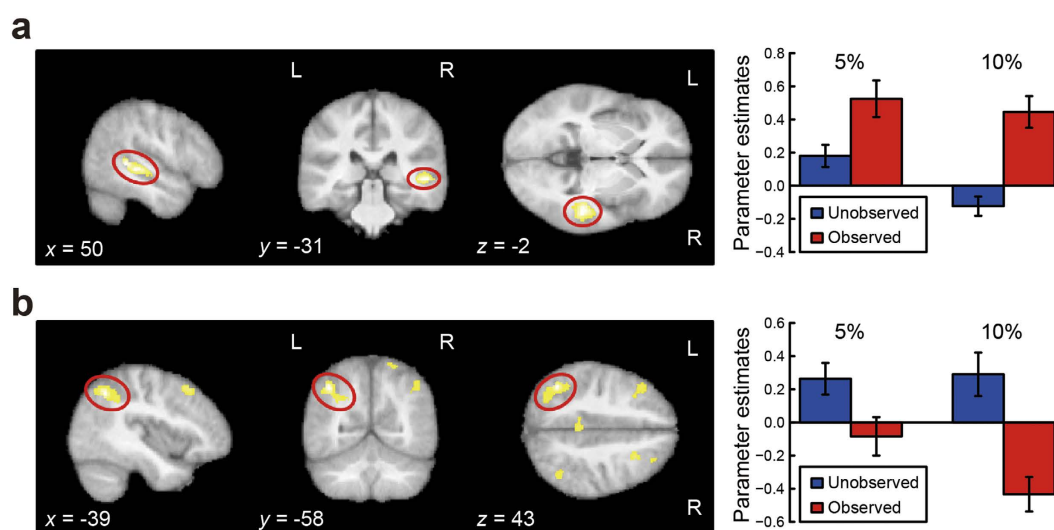 a
L R L
R
x = 50 y = -31 z = -2
Parameter estimates
0.8
0.6
0.4
0.2
0.0
−0.2
−0.4
5% 10%
Unobserved
Observed
b
L R L
R
x = -39 y = -58 z = 43
Parameter estimates
0.6
0.4
0.2
0.0
−0.2
−0.4
−0.6
5% 10%
Unobserved
Observed